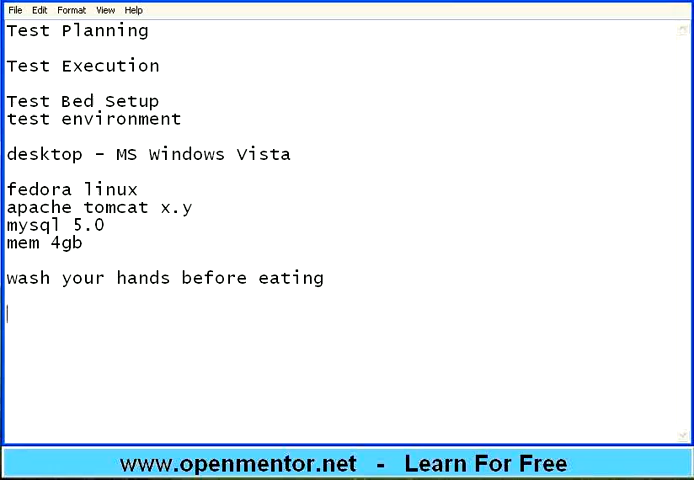 File Edit Format View Help
Test Planning
Test Execution
Test Bed Setup
test environment
desktop - MS Windows Vista
fedora linux
apache tomcat x.y
mysql 5.0
mem 4gb
wash your hands before eating
www.openmentor.net - Learn For Free